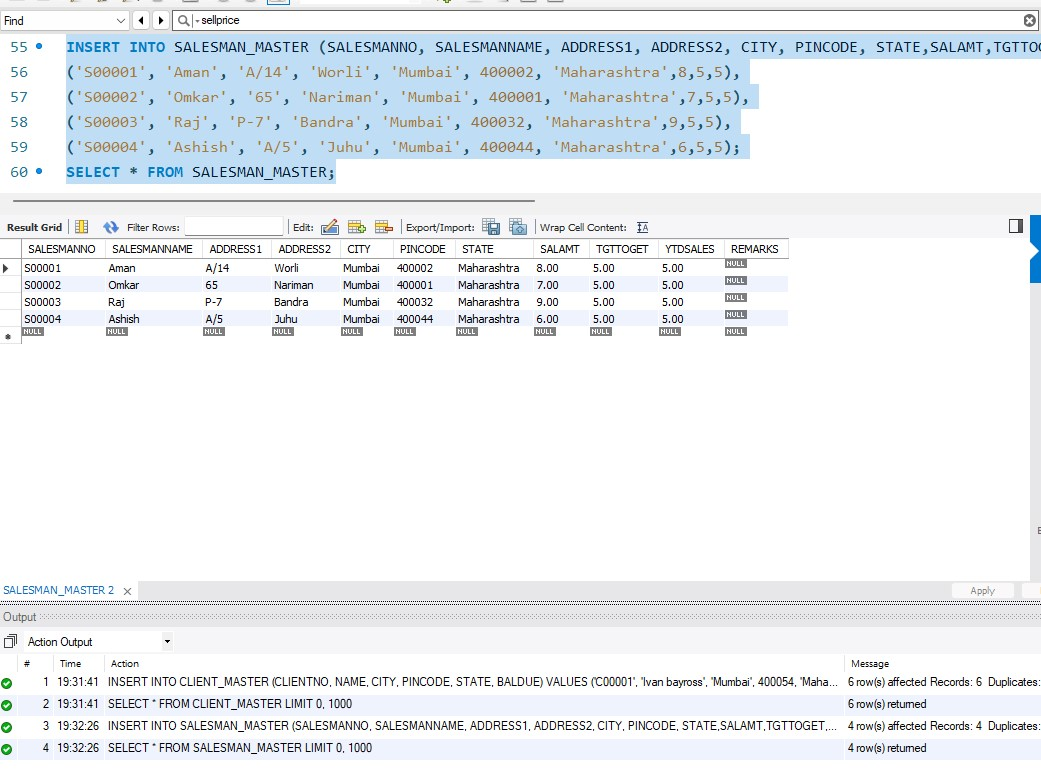 Find sellprice
55 INSERT INTO SALESMAN_MASTER (SALESMANNO, SALESMANNAME, ADDRESS1, ADDRESS2, CITY, PINCODE, STATE,SALAMT,TGTTOG
56 ('S00001', 'Aman', 'A/14', 'Worli', 'Mumbai', 400002, 'Maharashtra',8,5,5),
57 ('S00002', 'Omkar', '65', 'Nariman', 'Mumbai', 400001, 'Maharashtra',7,5,5),
58 ('S00003', 'Raj', 'P-7', 'Bandra', 'Mumbai', 400032, 'Maharashtra',9,5,5),
59 ('S00004', 'Ashish', 'A/5', 'Juhu', 'Mumbai', 400044, 'Maharashtra',6,5,5);
60 SELECT * FROM SALESMAN_MASTER;
Result Grid Filter Rows: Edit: Export/Import: Wrap Cell Content: IA
SALESMANNO SALESMANNAME ADDRESS1 ADDRESS2 CITY PINCODE STATE SALAMT TGTTOGET YTDSALES REMARKS
S00001 Aman A/14 Worli Mumbai 400002 Maharashtra 8.00 5.00 5.00 NULL
S00002 Omkar 65 Nariman Mumbai 400001 Maharashtra 7.00 5.00 5.00 NULL
S00003 Raj P-7 Bandra Mumbai 400032 Maharashtra 9.00 5.00 5.00 NULL
S00004 Ashish A/5 Juhu Mumbai 400044 Maharashtra 6.00 5.00 5.00 NULL
NULL NULL NULL NULL NULL NULL NULL NULL NULL NULL NULL
SALESMAN_MASTER 2 Apply
Output
Action Output
# Time Action Message
1 19:31:41 INSERT INTO CLIENT_MASTER (CLIENTNO, NAME, CITY, PINCODE, STATE, BALDUE) VALUES ('C00001', 'Ivan bayross', 'Mumbai', 400054, 'Maha... 6 row(s) affected Records: 6 Duplicates:
2 19:31:41 SELECT * FROM CLIENT_MASTER LIMIT 0, 1000 6 row(s) returned
3 19:32:26 INSERT INTO SALESMAN_MASTER (SALESMANNO, SALESMANNAME, ADDRESS1, ADDRESS2, CITY, PINCODE, STATE,SALAMT,TGTTOGET,... 4 row(s) affected Records: 4 Duplicates:
4 19:32:26 SELECT * FROM SALESMAN_MASTER LIMIT 0, 1000 4 row(s) returned